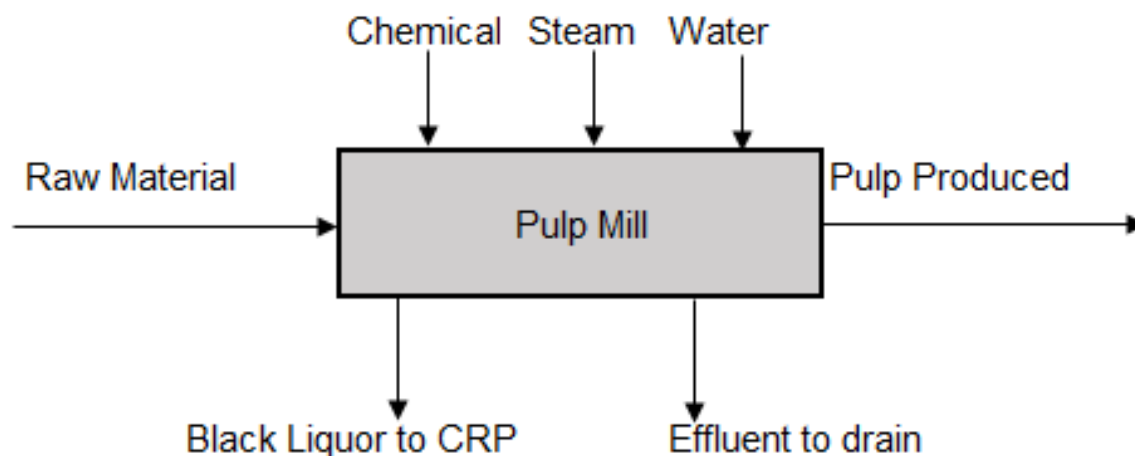 Chemical Steam Water
Raw Material
Pulp Produced
Pulp Mill
Black Liquor to CRP
Effluent to drain